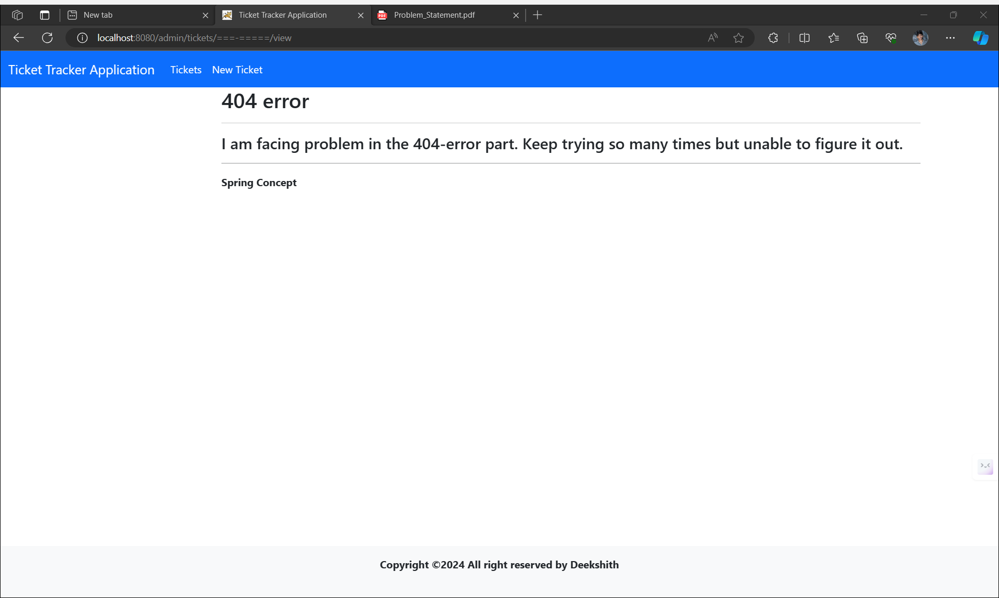 New tab
Ticket Tracker Application
Problem_Statement.pdf
localhost:8080/admin/tickets/===-=====/view
Ticket Tracker Application
Tickets
New Ticket
404 error
I am facing problem in the 404-error part. Keep trying so many times but unable to figure it out.
Spring Concept
Copyright ©2024 All right reserved by Deekshith